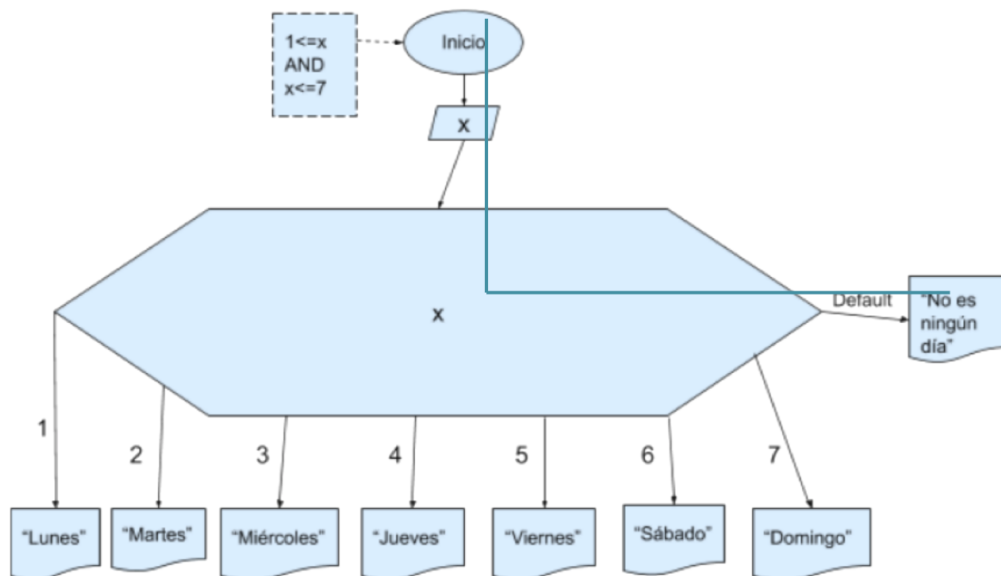 1<=x
AND
x<=7
Inicio
x
x
Default
“No es
ningún
día”
1
2
3
4
5
6
7
“Lunes”
“Martes”
“Miércoles”
“Jueves”
“Viernes”
“Sábado”
“Domingo”